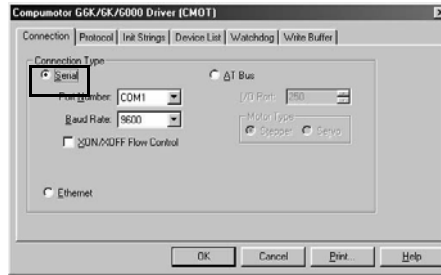 Compumotor G6K/6K/6000 Driver (CMOT)
Connection Protocol Init Strings Device List Watchdog Write Buffer
Connection Type
Serial AT Bus
Port Number: COM1 I/O Port: 250
Baud Rate: 9600 Motor Type
Stepper Servo
XON/XOFF Flow Control
Ethernet
OK Cancel Print... Help